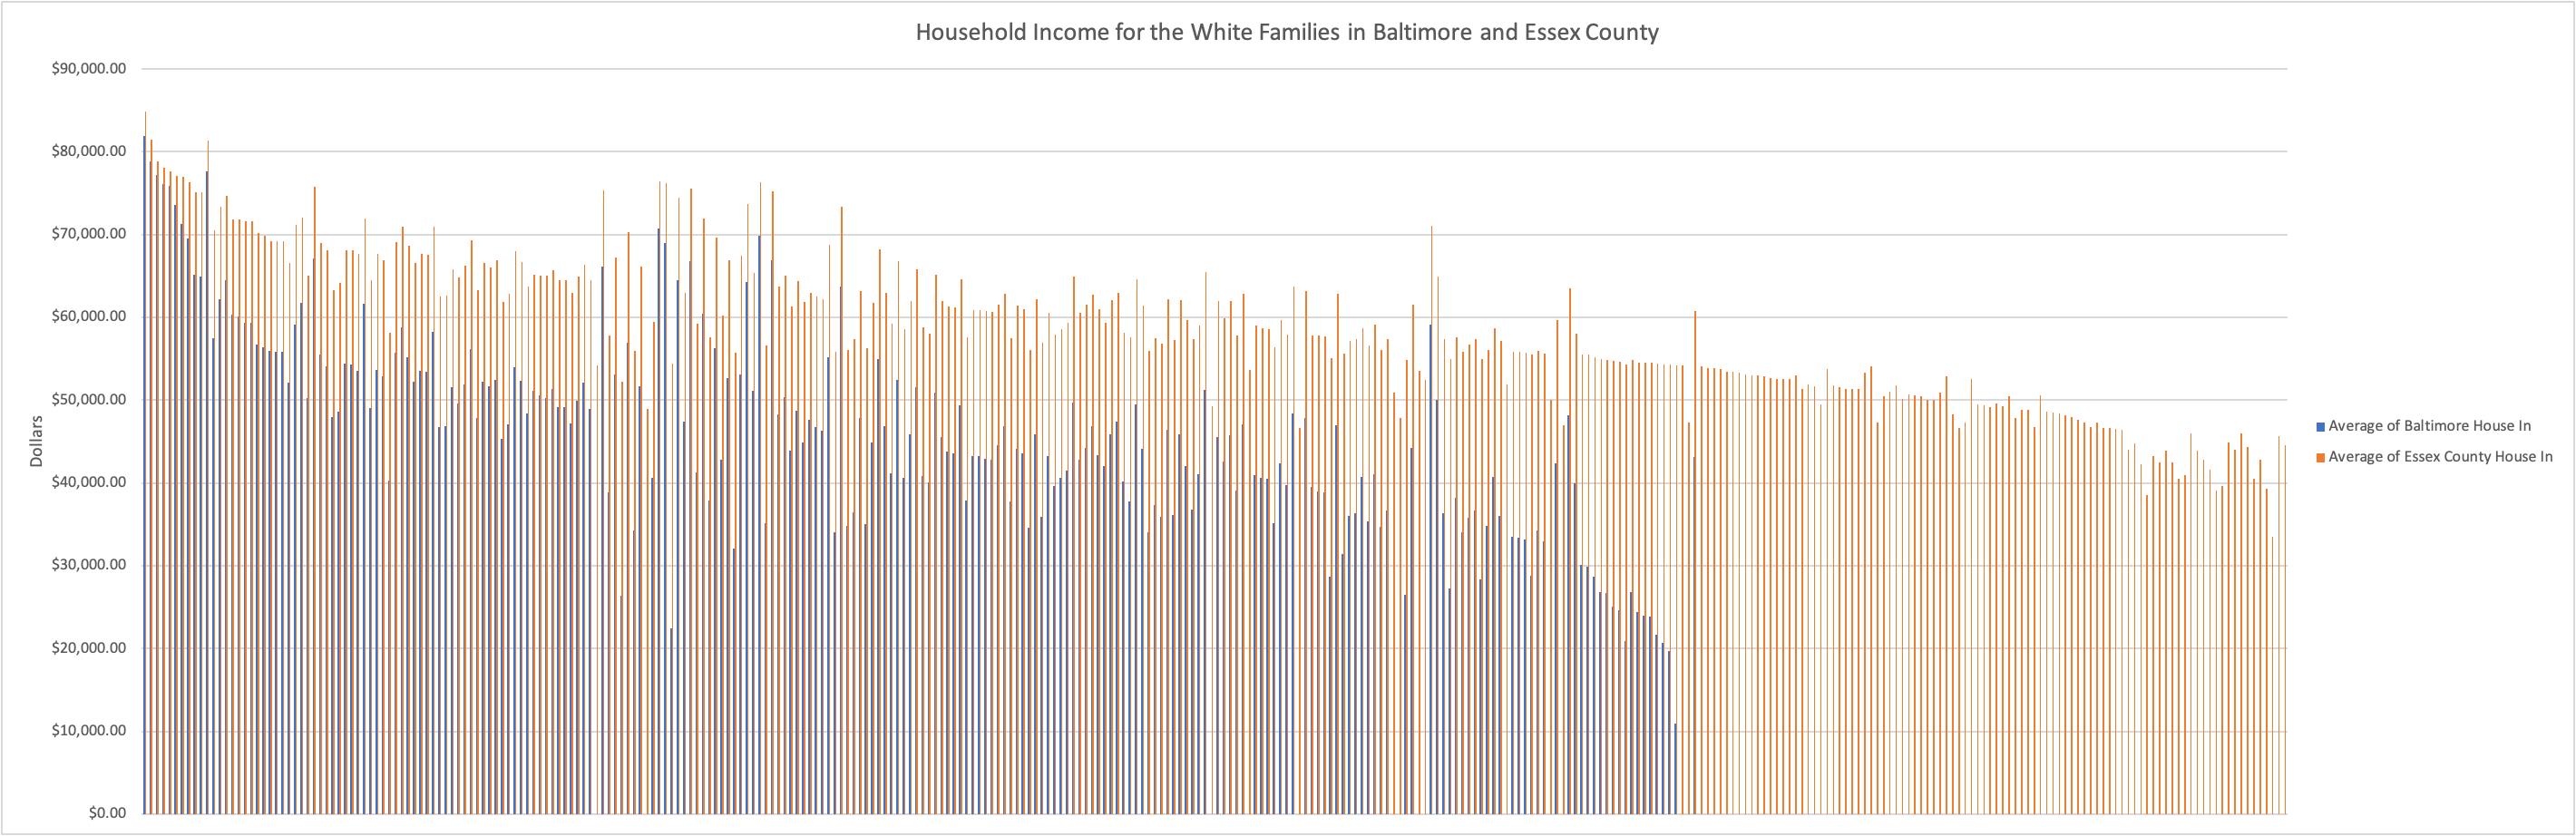 Household Income for the White Families in Baltimore and Essex County
$90,000.00
$80,000.00
$70,000.00
$60,000.00
$50,000.00
$40,000.00
$30,000.00
$20,000.00
$10,000.00
$0.00
Dollars
Average of Baltimore House In
Average of Essex County House In